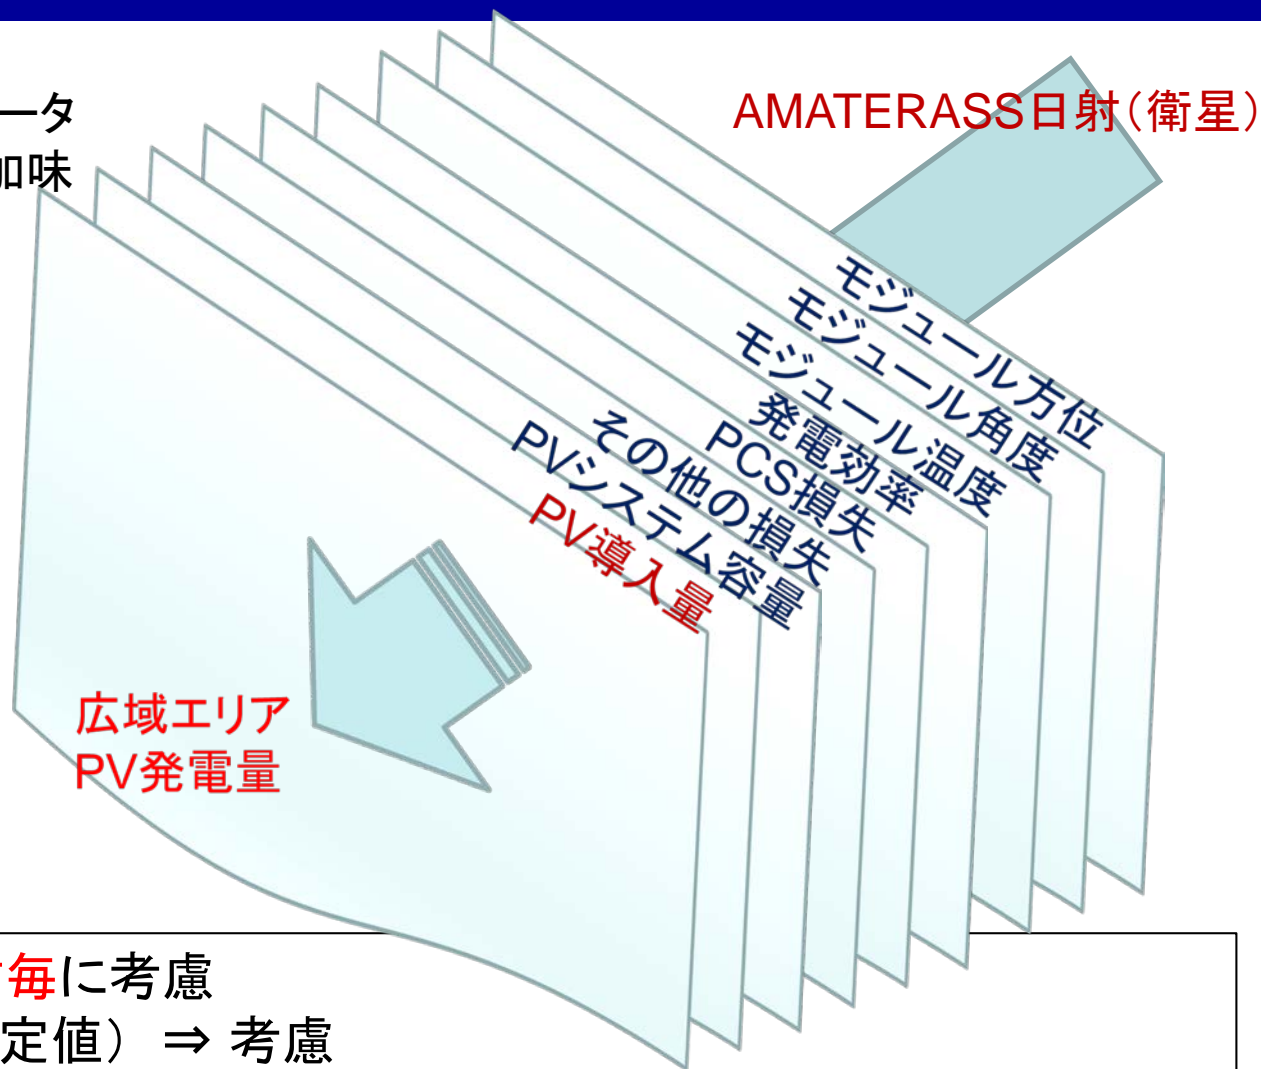 ータ
加味
AMATERASS日射（衛星）
モジュール方位
モジュール角度
モジュール温度
発電効率
PCS損失
その他の損失
PVシステム容量
PV導入量
広域エリア
PV発電量
毎に考慮
定値） ⇒ 考慮